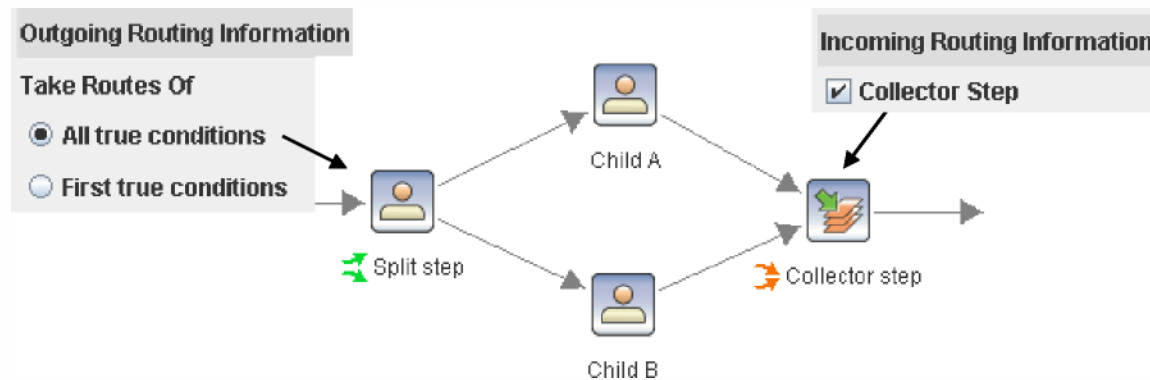 Outgoing Routing Information
Take Routes Of
All true conditions
First true conditions
Split step
Child A
Child B
Incoming Routing Information
Collector Step
Collector step